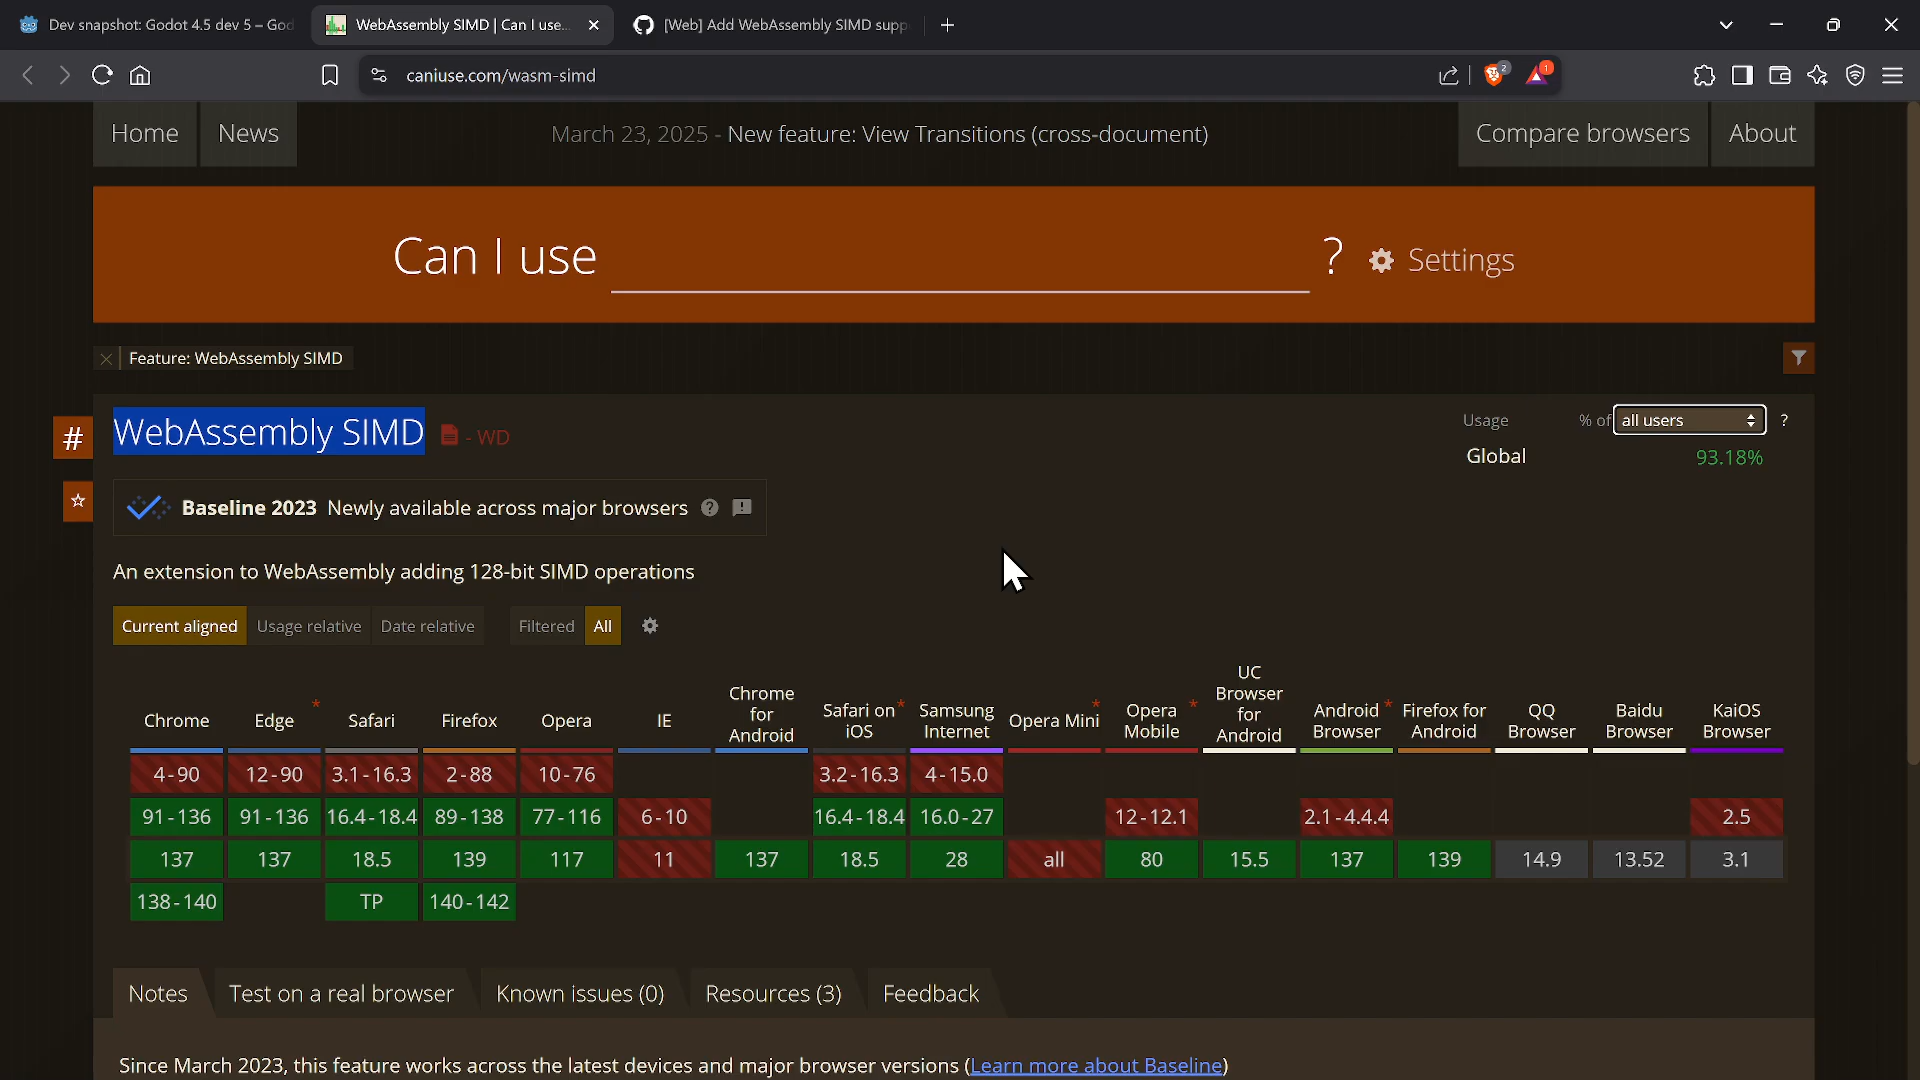 Dev snapshot: Godot 4.5 dev 5 – God
WebAssembly SIMD | Can I use...
[Web] Add WebAssembly SIMD supp
caniuse.com/wasm-simd
2
1
Home
News
March 23, 2025 - New feature: View Transitions (cross-document)
Compare browsers
About
Can I use
?
Settings
Feature: WebAssembly SIMD
# WebAssembly SIMD
- WD
Usage
% of
all users
?
Global
93.18%
Baseline 2023 Newly available across major browsers
An extension to WebAssembly adding 128-bit SIMD operations
Current aligned
Usage relative
Date relative
Filtered
All
Chrome
Edge *
Safari
Firefox
Opera
IE
Chrome for Android
Safari on iOS *
Samsung Internet
Opera Mini *
Opera Mobile *
UC Browser for Android
Android Browser *
Firefox for Android
QQ Browser
Baidu Browser
KaiOS Browser
4-90 12-90 3.1-16.3 2-88 10-76 3.2-16.3 4-15.0
91-136 91-136 16.4-18.4 89-138 77-116 6-10 16.4-18.4 16.0-27 12-12.1 2.1-4.4.4 2.5
137 137 18.5 139 117 11 137 18.5 28 all 80 15.5 137 139 14.9 13.52 3.1
138-140 TP 140-142
Notes
Test on a real browser
Known issues (0)
Resources (3)
Feedback
Since March 2023, this feature works across the latest devices and major browser versions (Learn more about Baseline)